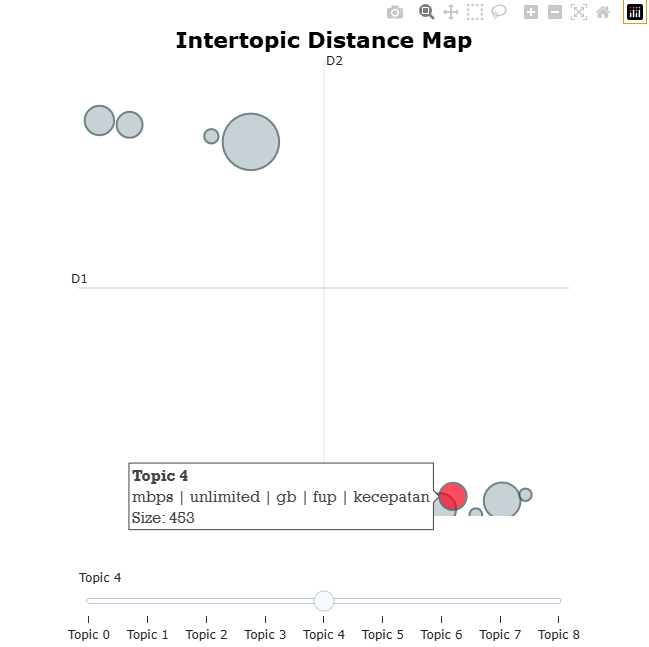 Intertopic Distance Map
D2
D1
Topic 4
mbps | unlimited | gb | fup | kecepatan
Size: 453
Topic 4
Topic 0 Topic 1 Topic 2 Topic 3 Topic 4 Topic 5 Topic 6 Topic 7 Topic 8